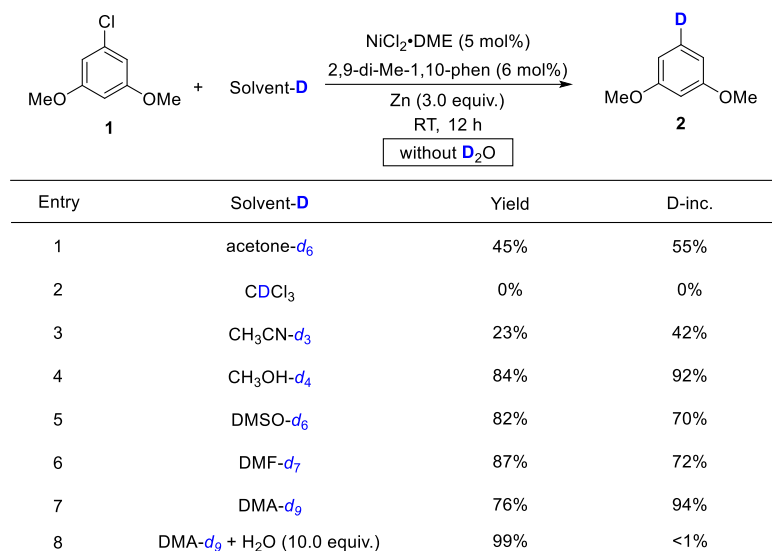 Cl
MeO OMe
1
+ Solvent-D
NiCl₂•DME (5 mol%)
2,9-di-Me-1,10-phen (6 mol%)
Zn (3.0 equiv.)
RT, 12 h
without D₂O
D
MeO OMe
2
Entry Solvent-D Yield D-inc.
1 acetone-d₆ 45% 55%
2 CDCl₃ 0% 0%
3 CH₃CN-d₃ 23% 42%
4 CH₃OH-d₄ 84% 92%
5 DMSO-d₆ 82% 70%
6 DMF-d₇ 87% 72%
7 DMA-d₉ 76% 94%
8 DMA-d₉ + H₂O (10.0 equiv.) 99% <1%